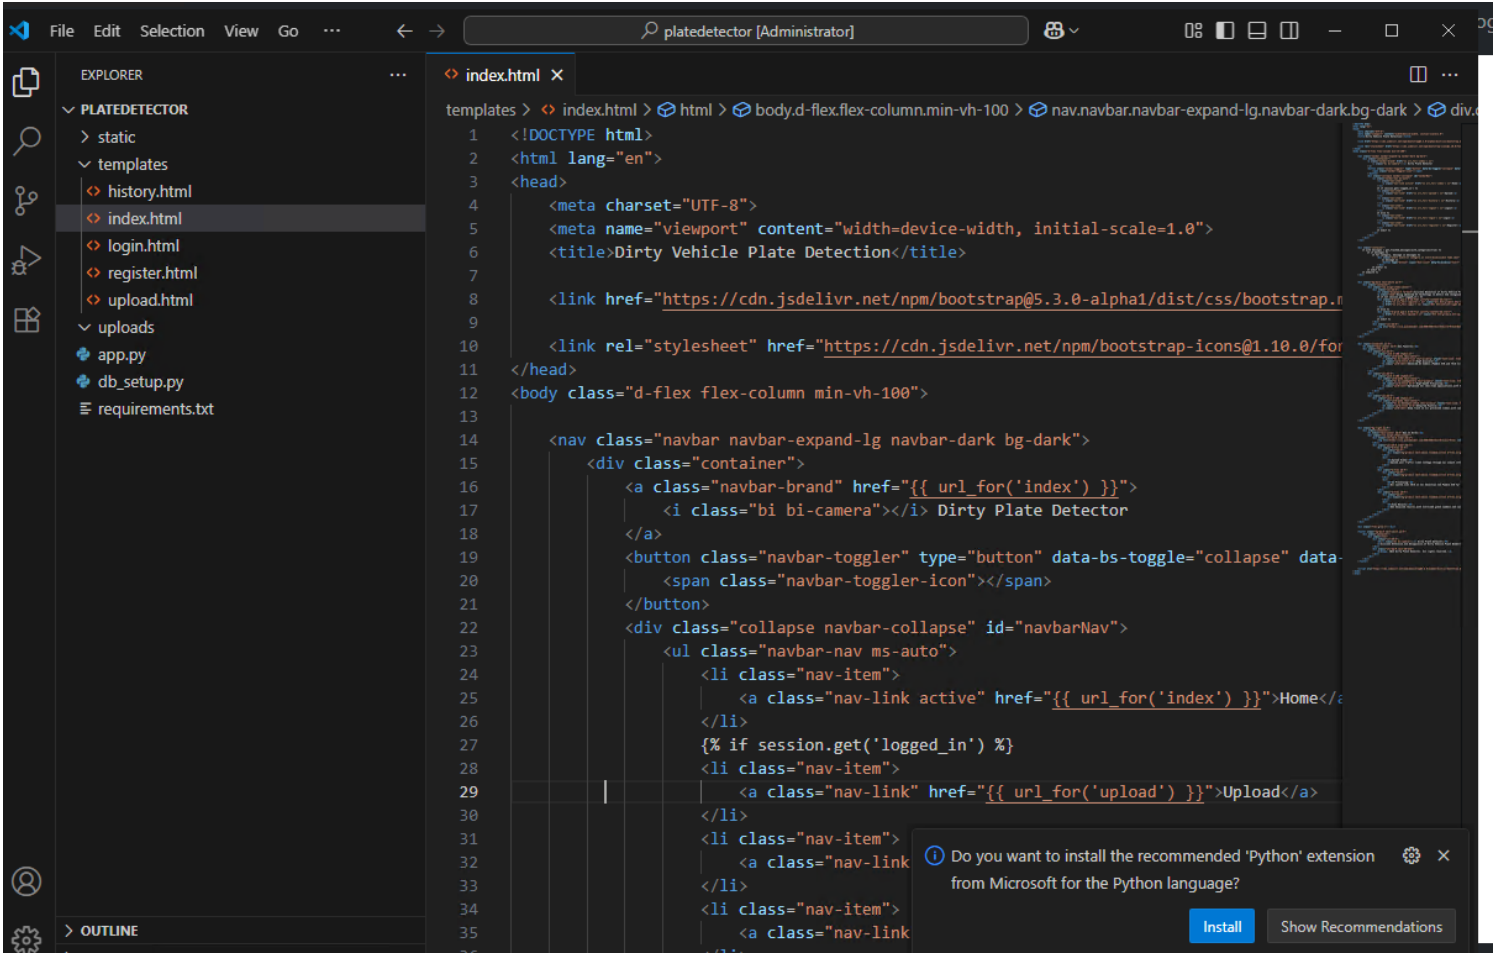 File Edit Selection View Go ··· platedetector [Administrator]
EXPLORER ···
PLATEDETECTOR
static
templates
history.html
index.html
login.html
register.html
upload.html
uploads
app.py
db_setup.py
requirements.txt
OUTLINE
index.html
templates > index.html > html > body.d-flex.flex-column.min-vh-100 > nav.navbar.navbar-expand-lg.navbar-dark.bg-dark > div.c
1 <!DOCTYPE html>
2 <html lang="en">
3 <head>
4 <meta charset="UTF-8">
5 <meta name="viewport" content="width=device-width, initial-scale=1.0">
6 <title>Dirty Vehicle Plate Detection</title>
7
8 <link href="https://cdn.jsdelivr.net/npm/bootstrap@5.3.0-alpha1/dist/css/bootstrap.m
9
10 <link rel="stylesheet" href="https://cdn.jsdelivr.net/npm/bootstrap-icons@1.10.0/fon
11 </head>
12 <body class="d-flex flex-column min-vh-100">
13
14 <nav class="navbar navbar-expand-lg navbar-dark bg-dark">
15 <div class="container">
16 <a class="navbar-brand" href="{{ url_for('index') }}">
17 <i class="bi bi-camera"></i> Dirty Plate Detector
18 </a>
19 <button class="navbar-toggler" type="button" data-bs-toggle="collapse" data-
20 <span class="navbar-toggler-icon"></span>
21 </button>
22 <div class="collapse navbar-collapse" id="navbarNav">
23 <ul class="navbar-nav ms-auto">
24 <li class="nav-item">
25 <a class="nav-link active" href="{{ url_for('index') }}">Home</a
26 </li>
27 {% if session.get('logged_in') %}
28 <li class="nav-item">
29 <a class="nav-link" href="{{ url_for('upload') }}">Upload</a>
30 </li>
31 <li class="nav-item">
32 <a class="nav-link
33 </li>
34 <li class="nav-item">
35 <a class="nav-link
Do you want to install the recommended 'Python' extension
from Microsoft for the Python language?
Install Show Recommendations